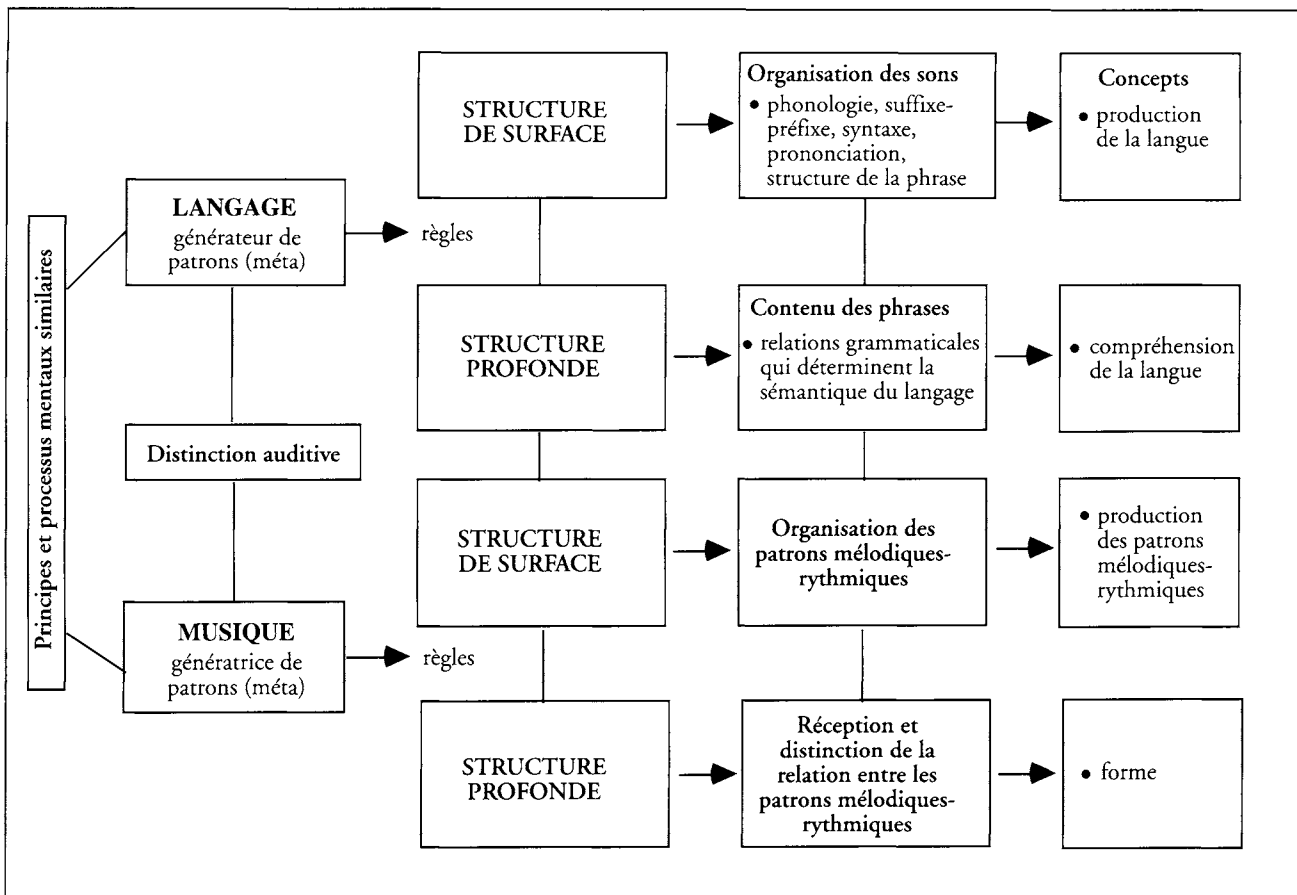 Principes et processus mentaux similaires
LANGAGE
générateur de
patrons (méta)
règles
Distinction auditive
MUSIQUE
génératrice de
patrons (méta)
règles
STRUCTURE
DE SURFACE
Organisation des sons
• phonologie, suffixe-
préfixe, syntaxe,
prononciation,
structure de la phrase
Concepts
• production
de la langue
STRUCTURE
PROFONDE
Contenu des phrases
• relations grammaticales
qui déterminent la
sémantique du langage
• compréhension
de la langue
STRUCTURE
DE SURFACE
Organisation des
patrons mélodiques-
rythmiques
• production
des patrons
mélodiques-
rythmiques
STRUCTURE
PROFONDE
Réception et
distinction de la
relation entre les
patrons mélodiques-
rythmiques
• forme